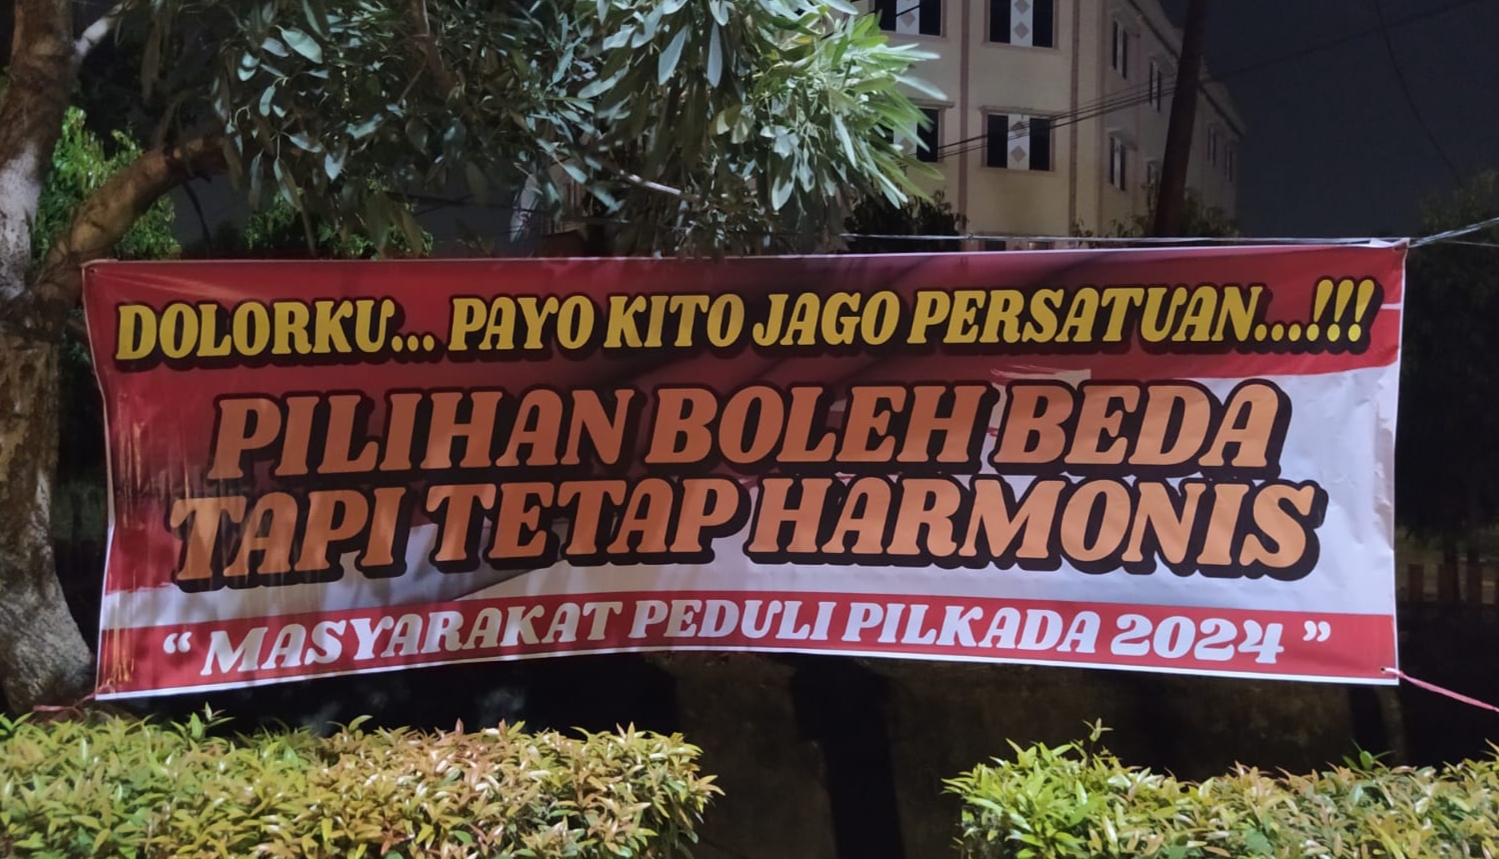 DOLORKU... PAYO KITO JAGO PERSATUAN...!!!
PILIHAN BOLEH BEDA
TAPI TETAP HARMONIS
“ MASYARAKAT PEDULI PILKADA 2024 ”